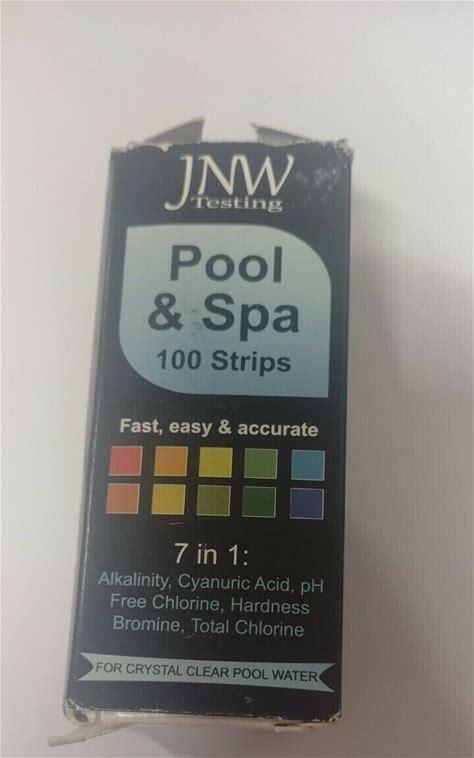 JNW
Testing
Pool
& Spa
100 Strips
Fast, easy & accurate
7 in 1:
Alkalinity, Cyanuric Acid, pH
Free Chlorine, Hardness
Bromine, Total Chlorine
FOR CRYSTAL CLEAR POOL WATER